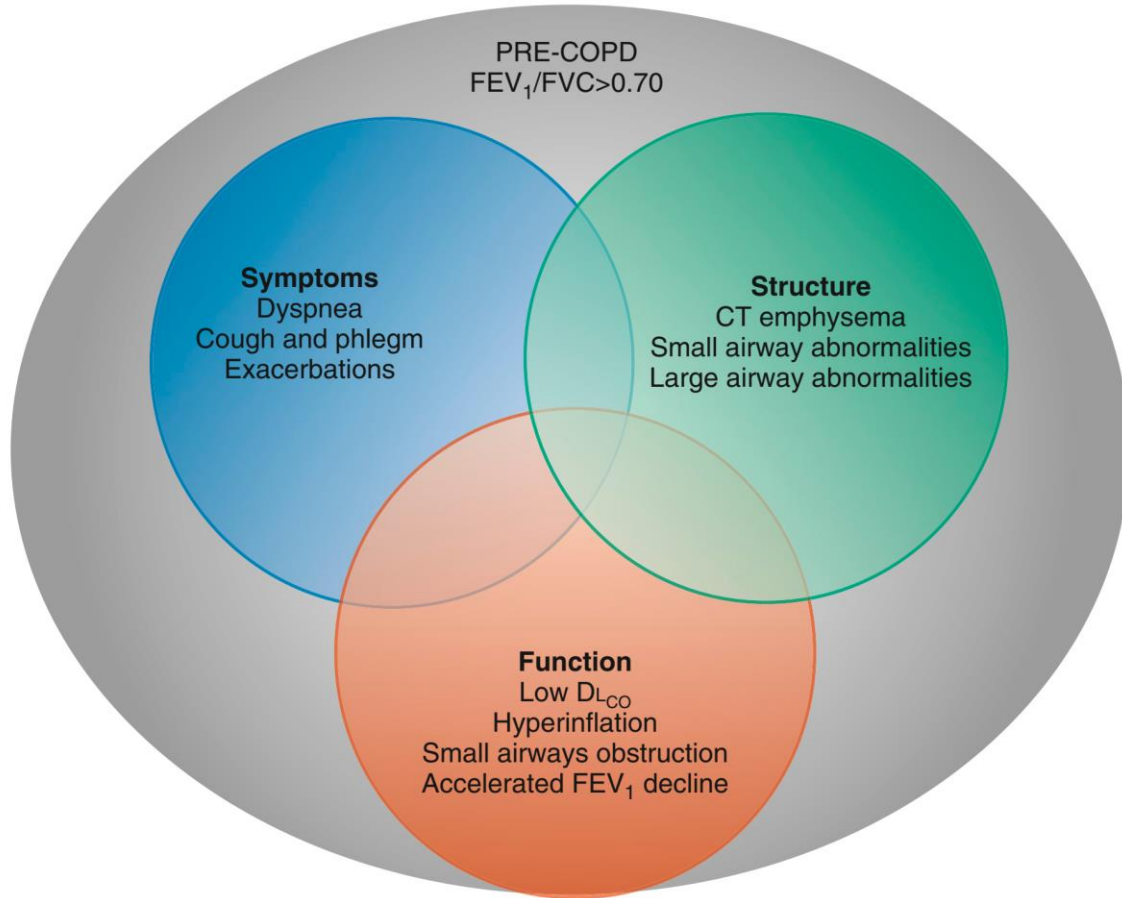 PRE-COPD
FEV₁/FVC>0.70
Symptoms
Dyspnea
Cough and phlegm
Exacerbations
Structure
CT emphysema
Small airway abnormalities
Large airway abnormalities
Function
Low DLCO
Hyperinflation
Small airways obstruction
Accelerated FEV₁ decline